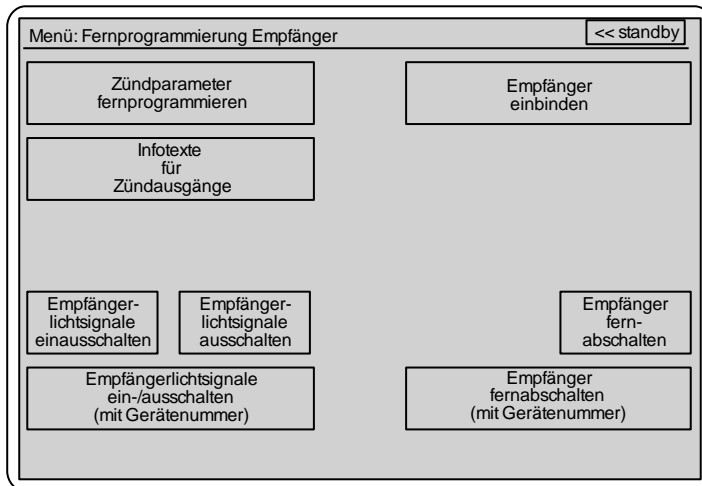 Menü: Fernprogrammierung Empfänger
<< standby
Zündparameter
fernprogrammieren
Empfänger
einbinden
Infotexte
für
Zündausgänge
Empfänger-
lichtsignale
einausschalten
Empfänger-
lichtsignale
ausschalten
Empfänger
fern-
abschalten
Empfängerlichtsignale
ein-/ausschalten
(mit Gerätenummer)
Empfänger
fernabschalten
(mit Gerätenummer)